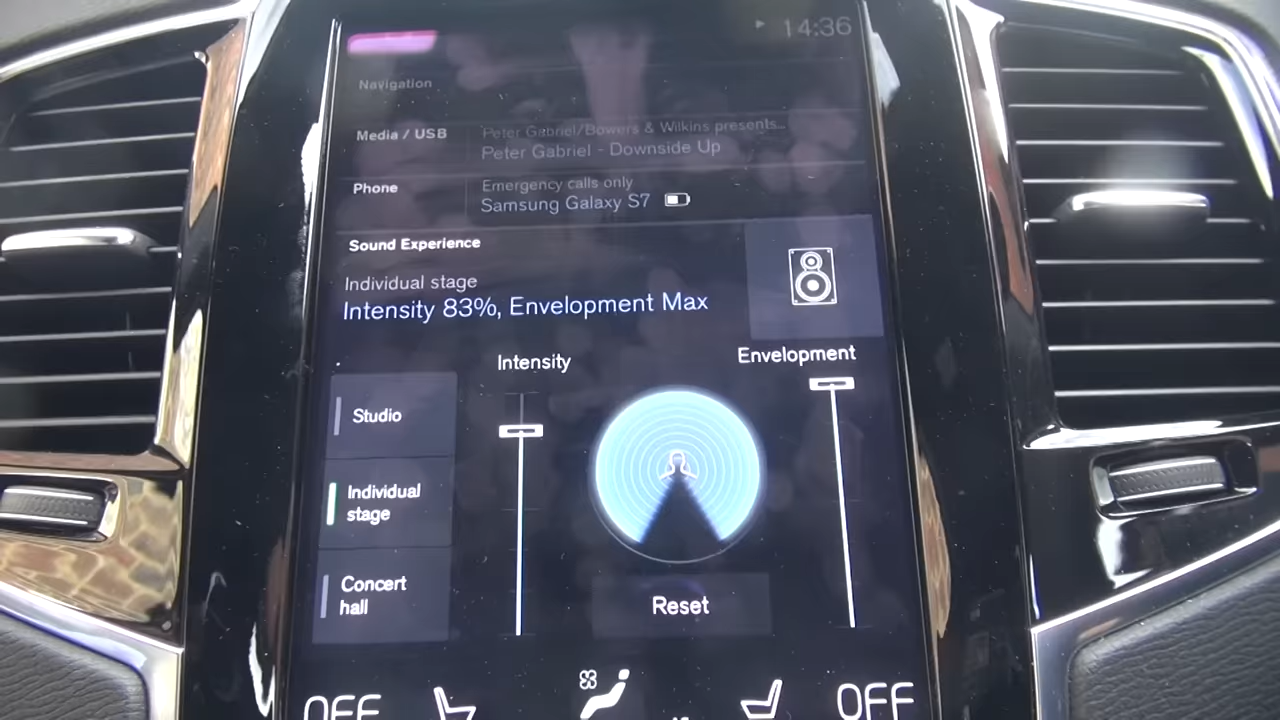 14:36
Navigation
Media / USB
Peter Gabriel/Bowers & Wilkins presents...
Peter Gabriel - Downside Up
Phone
Emergency calls only
Samsung Galaxy S7
Sound Experience
Individual stage
Intensity 83%, Envelopment Max
Intensity
Envelopment
Studio
Individual
stage
Concert
hall
Reset
OFF
OFF